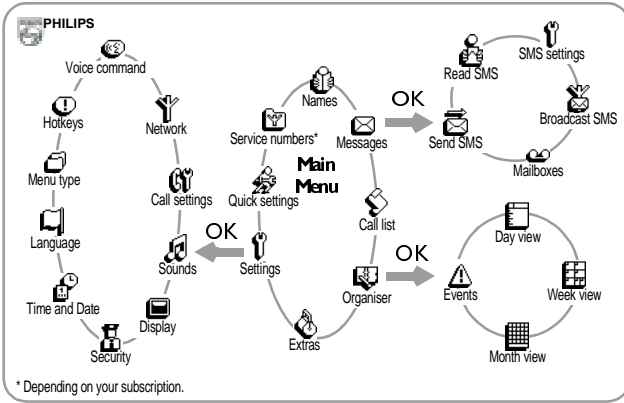 PHILIPS
Voice command
Hotkeys
Network
Menu type
Call settings
Language
Sounds
Time and Date
Display
Security
Names
Service numbers*
Messages
Main
Menu
Quick settings
Call list
OK
Settings
Organiser
Extras
OK
Read SMS
SMS settings
Send SMS
Broadcast SMS
Mailboxes
OK
Day view
Events
Week view
Month view
* Depending on your subscription.